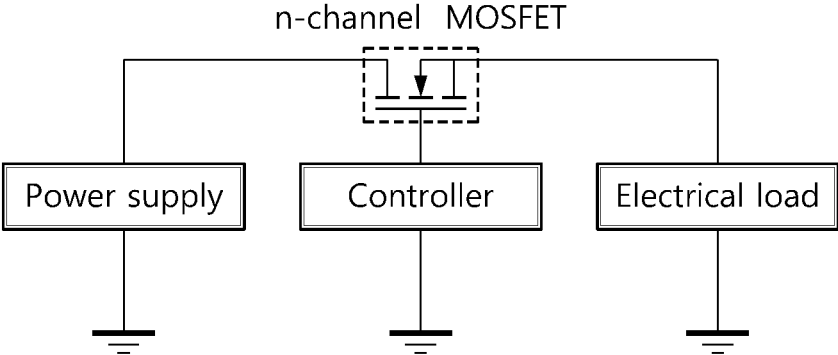 n-channel MOSFET
Power supply
Controller
Electrical load